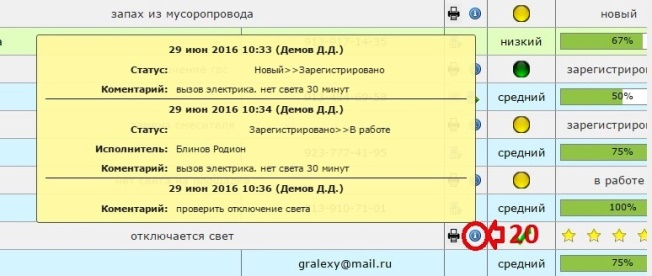 запах из мусоропровода новый
низкий 67%
29 июн 2016 10:33 (Демов Д.Д.)
Статус: Новый>>Зарегистрировано
зарегистриро
Коментарий: вызов электрика. нет света 30 минут
средний 50%
29 июн 2016 10:34 (Демов Д.Д.)
Статус: Зарегистрировано>>В работе
зарегистриро
Исполнитель: Блинов Родион
средний 75%
Коментарий: вызов электрика. нет света 30 минут
в работе
29 июн 2016 10:36 (Демов Д.Д.)
Коментарий: проверить отключение света
средний 100%
отключается свет 20
gralexy@mail.ru средний 75%